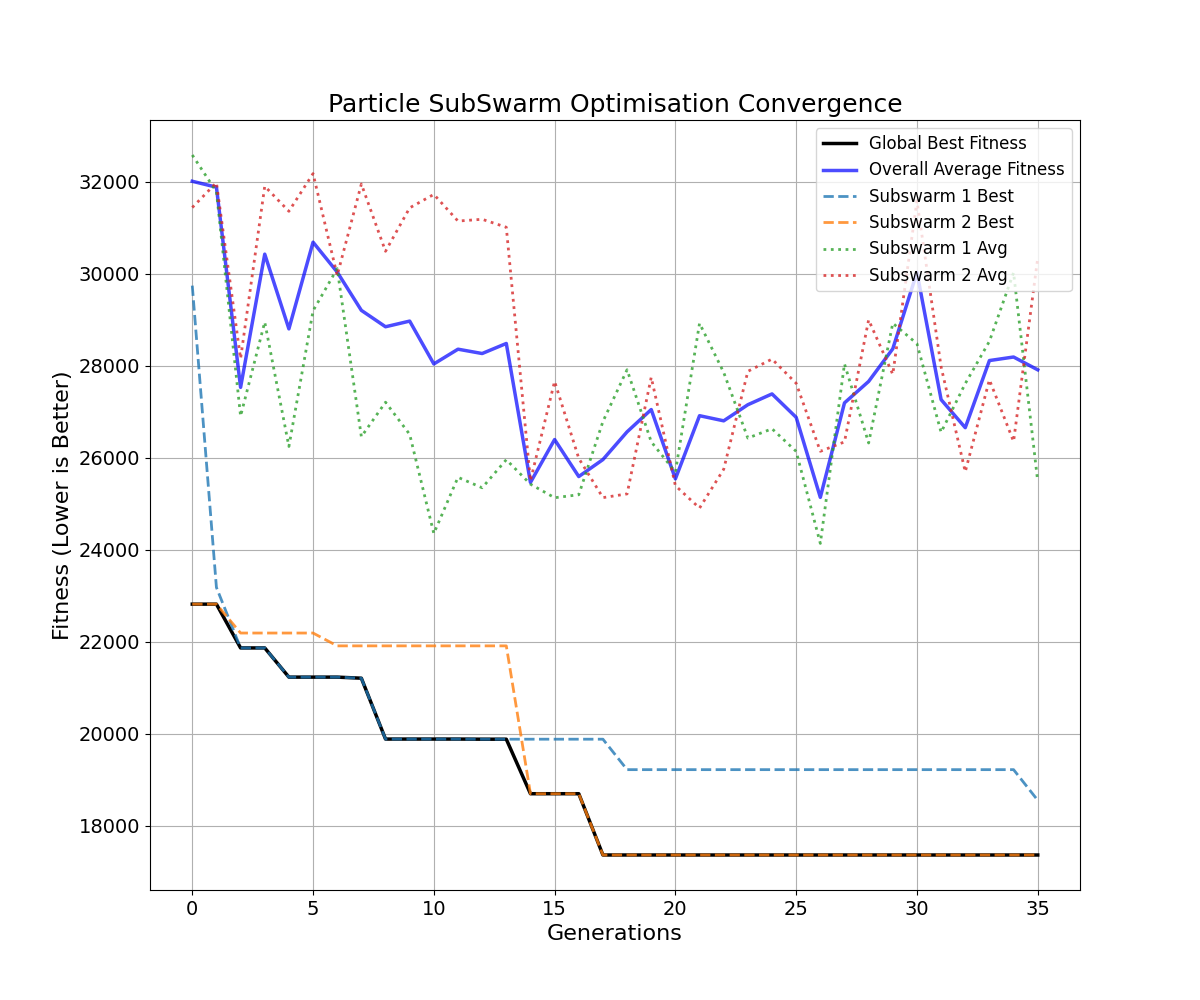 Particle SubSwarm Optimisation Convergence
Global Best Fitness
Overall Average Fitness
Subswarm 1 Best
Subswarm 2 Best
Subswarm 1 Avg
Subswarm 2 Avg
Fitness (Lower is Better)
32000
30000
28000
26000
24000
22000
20000
18000
0 5 10 15 20 25 30 35
Generations